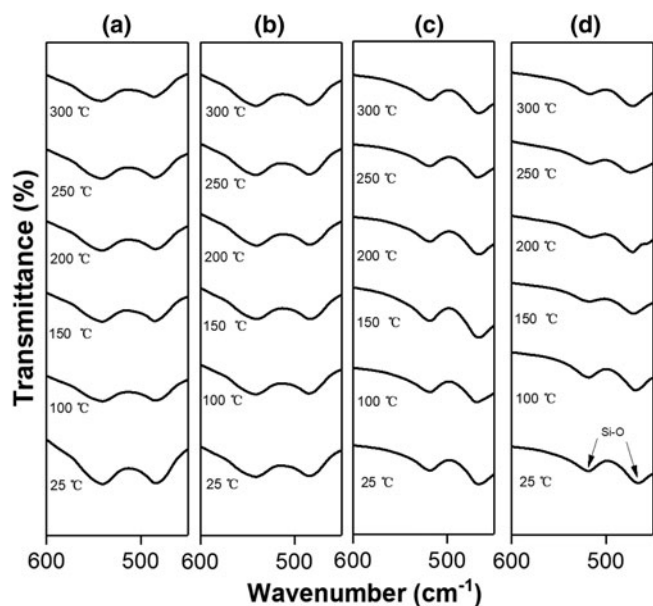 (a) (b) (c) (d)
Transmittance (%)
300 ℃ 300 ℃ 300 ℃ 300 ℃
250 ℃ 250 ℃ 250 ℃ 250 ℃
200 ℃ 200 ℃ 200 ℃ 200 ℃
150 ℃ 150 ℃ 150 ℃ 150 ℃
100 ℃ 100 ℃ 100 ℃ 100 ℃
Si-O
25 ℃ 25 ℃ 25 ℃ 25 ℃
600 500 600 500 600 500 600 500
Wavenumber (cm⁻¹)